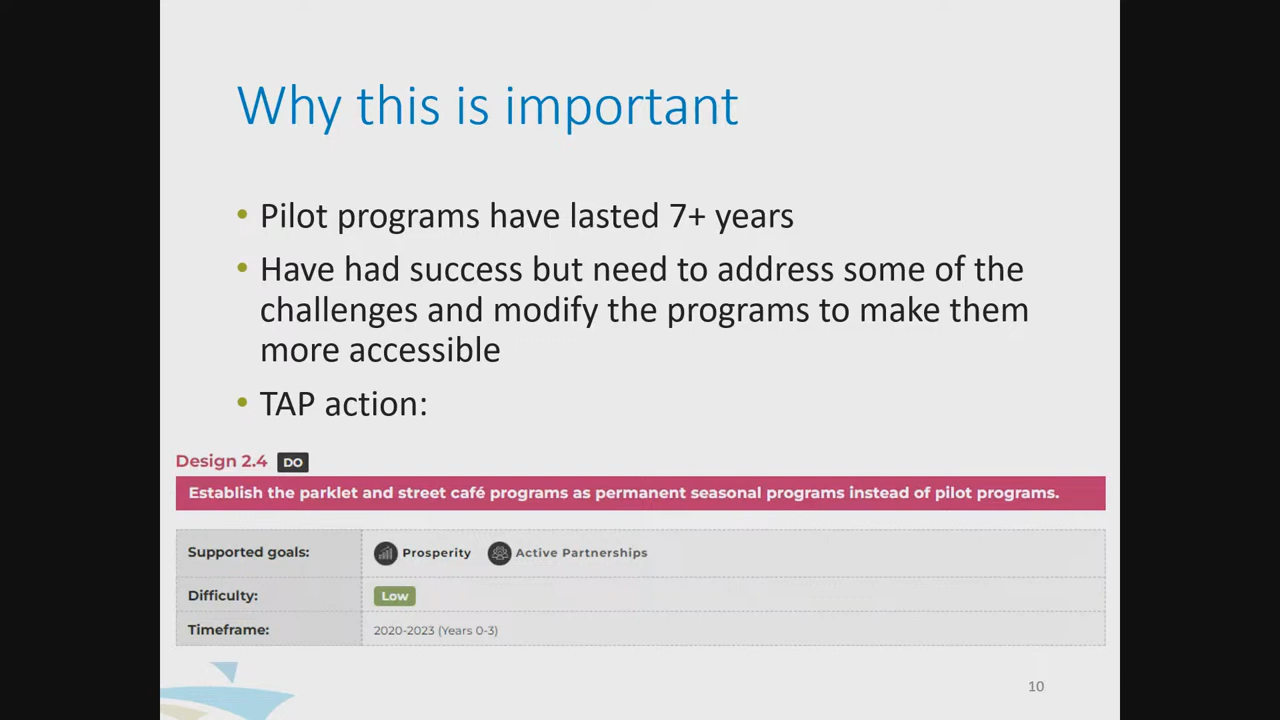 Why this is important
• Pilot programs have lasted 7+ years
• Have had success but need to address some of the
challenges and modify the programs to make them
more accessible
• TAP action:
Design 2.4 DO
Establish the parklet and street café programs as permanent seasonal programs instead of pilot programs.
Supported goals: Prosperity Active Partnerships
Difficulty: Low
Timeframe: 2020-2023 (Years 0-3)
10